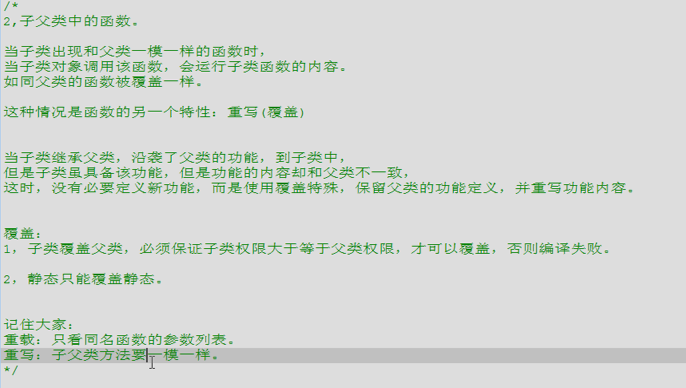 /*
2,子父类中的函数。
当子类出现和父类一模一样的函数时，
当子类对象调用该函数，会运行子类函数的内容。
如同父类的函数被覆盖一样。
这种情况是函数的另一个特性：重写(覆盖)
当子类继承父类，沿袭了父类的功能，到子类中，
但是子类虽具备该功能，但是功能的内容却和父类不一致，
这时，没有必要定义新功能，而是使用覆盖特殊，保留父类的功能定义，并重写功能内容。
覆盖：
1，子类覆盖父类，必须保证子类权限大于等于父类权限，才可以覆盖，否则编译失败。
2，静态只能覆盖静态。
记住大家：
重载：只看同名函数的参数列表。
重写：子父类方法要一模一样。
*/